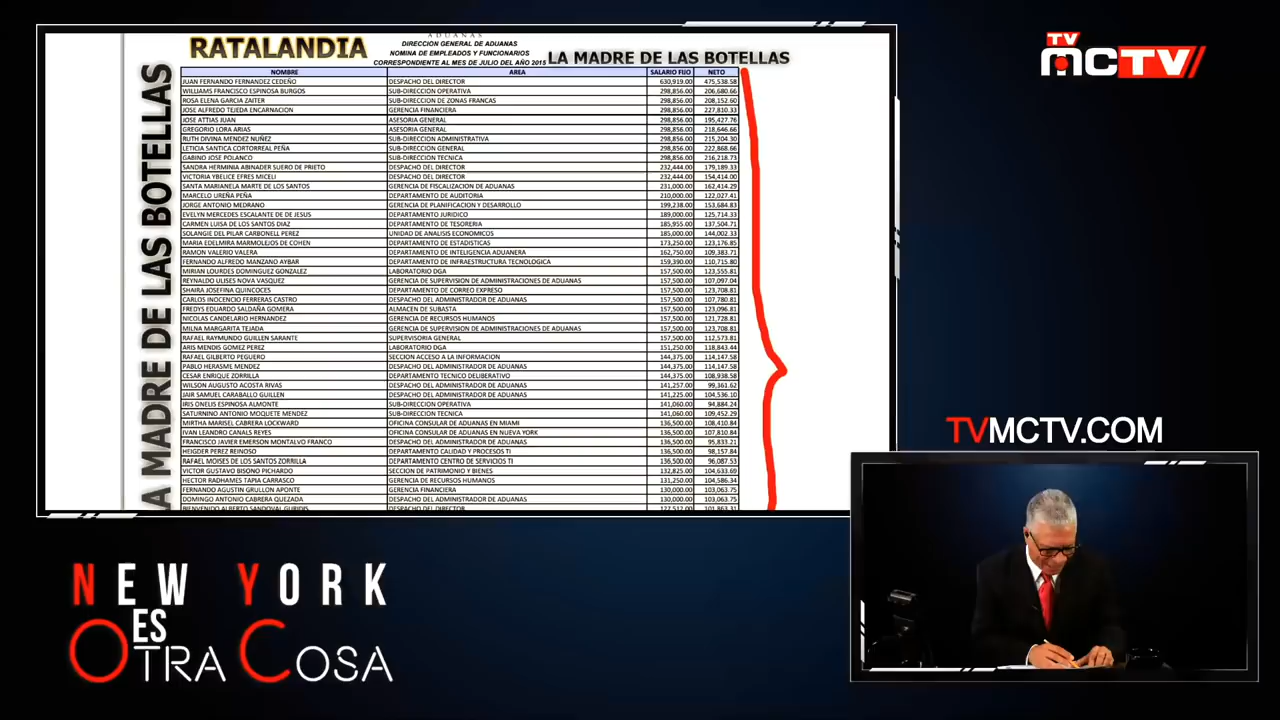 RATALANDIA
ADUANAS
DIRECCION GENERAL DE ADUANAS
NOMINA DE EMPLEADOS Y FUNCIONARIOS
CORRESPONDIENTE AL MES DE JULIO DEL AÑO 2015
LA MADRE DE LAS BOTELLAS
LA MADRE DE LAS BOTELLAS
NOMBRE AREA SALARIO FIJO NETO
JUAN FERNANDO FERNANDEZ CEDEÑO DESPACHO DEL DIRECTOR 630,919.00 475,538.58
WILLIAMS FRANCISCO ESPINOSA BURGOS SUB-DIRECCION OPERATIVA 298,856.00 206,680.66
ROSA ELENA GARCIA ZAITER SUB-DIRECCION DE ZONAS FRANCAS 298,856.00 208,152.60
JOSE ALFREDO TEJEDA ENCARNACION GERENCIA FINANCIERA 298,856.00 227,810.33
JOSE ATTIAS JUAN ASESORIA GENERAL 298,856.00 195,427.76
GREGORIO LORA ARIAS ASESORIA GENERAL 298,856.00 218,646.66
RUTH DIVINA MENDEZ NUÑEZ SUB-DIRECCION ADMINISTRATIVA 298,856.00 215,204.30
LETICIA SANTICA CORTORREAL PEÑA SUB-DIRECCION GENERAL 298,856.00 222,868.66
GABINO JOSE POLANCO SUB-DIRECCION TECNICA 298,856.00 216,218.73
SANDRA HERMINIA ABINADER SUERO DE PRIETO DESPACHO DEL DIRECTOR 232,444.00 179,189.33
VICTORIA YBELICE EFRES MICELI DESPACHO DEL DIRECTOR 232,444.00 154,414.00
SANTA MARIANELA MARTE DE LOS SANTOS GERENCIA DE FISCALIZACION DE ADUANAS 231,000.00 162,414.29
MARCELO UREÑA PEÑA DEPARTAMENTO DE AUDITORIA 210,000.00 122,027.41
JORGE ANTONIO MEDRANO GERENCIA DE PLANIFICACION Y DESARROLLO 199,238.00 153,684.83
EVELYN MERCEDES ESCALANTE DE DE JESUS DEPARTAMENTO JURIDICO 189,000.00 125,714.33
CARMEN LUISA DE LOS SANTOS DIAZ DEPARTAMENTO DE TESORERIA 185,955.00 137,504.71
SOLANGIE DEL PILAR CARBONELL PEREZ UNIDAD DE ANALISIS ECONOMICOS 185,000.00 144,002.33
MARIA EDELMIRA MARMOLEJOS DE COHEN DEPARTAMENTO DE ESTADISTICAS 173,250.00 123,176.85
RAMON VALERIO VALERA DEPARTAMENTO DE INTELIGENCIA ADUANERA 162,750.00 109,383.71
FERNANDO ALFREDO MANZANO AYBAR DEPARTAMENTO DE INFRAESTRUCTURA TECNOLOGICA 159,390.00 110,715.80
MIRIAN LOURDES DOMINGUEZ GONZALEZ LABORATORIO DGA 157,500.00 123,555.81
REYNALDO ULISES NOVA VASQUEZ GERENCIA DE SUPERVISION DE ADMINISTRACIONES DE ADUANAS 157,500.00 107,097.04
SHAIRA JOSEFINA QUINCOCES DEPARTAMENTO DE CORREO EXPRESO 157,500.00 123,708.81
CARLOS INOCENCIO FERRERAS CASTRO DESPACHO DEL ADMINISTRADOR DE ADUANAS 157,500.00 107,780.81
FREDYS EDUARDO SALDAÑA GOMERA ALMACEN DE SUBASTA 157,500.00 123,096.81
NICOLAS CANDELARIO HERNANDEZ GERENCIA DE RECURSOS HUMANOS 157,500.00 121,728.81
MILNA MARGARITA TEJADA GERENCIA DE SUPERVISION DE ADMINISTRACIONES DE ADUANAS 157,500.00 123,708.81
RAFAEL RAYMUNDO GUILLEN SARANTE SUPERVISORIA GENERAL 157,500.00 112,573.81
ARIS MENDIS GOMEZ PEREZ LABORATORIO DGA 151,250.00 118,843.44
RAFAEL GILBERTO PEGUERO SECCION ACCESO A LA INFORMACION 144,375.00 114,147.58
PABLO HERASME MENDEZ DESPACHO DEL ADMINISTRADOR DE ADUANAS 144,375.00 114,147.58
CESAR ENRIQUE ZORRILLA DEPARTAMENTO TECNICO DELIBERATIVO 144,375.00 108,938.58
WILSON AUGUSTO ACOSTA RIVAS DESPACHO DEL ADMINISTRADOR DE ADUANAS 141,257.00 99,361.62
JAIR SAMUEL CARABALLO GUILLEN DESPACHO DEL ADMINISTRADOR DE ADUANAS 141,225.00 104,536.10
IRIS ONELIS ESPINOSA ALMONTE SUB-DIRECCION OPERATIVA 141,060.00 94,884.24
SATURNINO ANTONIO MOQUETE MENDEZ SUB-DIRECCION TECNICA 141,060.00 109,452.29
MIRTHA MARISEL CABRERA LOCKWARD OFICINA CONSULAR DE ADUANAS EN MIAMI 136,500.00 108,410.84
IVAN LEANDRO CANALS REYES OFICINA CONSULAR DE ADUANAS EN NUEVA YORK 136,500.00 107,810.84
FRANCISCO JAVIER EMERSON MONTALVO FRANCO DESPACHO DEL ADMINISTRADOR DE ADUANAS 136,500.00 95,833.21
HEIGDER PEREZ REINOSO DEPARTAMENTO CALIDAD Y PROCESOS TI 136,500.00 98,157.84
RAFAEL MOISES DE LOS SANTOS ZORRILLA DEPARTAMENTO CENTRO DE SERVICIOS TI 136,500.00 96,087.53
VICTOR GUSTAVO BISONO PICHARDO SECCION DE PATRIMONIO Y BIENES 132,825.00 104,633.69
HECTOR RADHAMES TAPIA CARRASCO GERENCIA DE RECURSOS HUMANOS 131,250.00 104,586.34
FERNANDO AGUSTIN GRULLON APONTE GERENCIA FINANCIERA 130,000.00 103,063.75
DOMINGO ANTONIO CABRERA QUEZADA DESPACHO DEL ADMINISTRADOR DE ADUANAS 130,000.00 103,063.75
BIENVENIDO ALBERTO SANDOVAL GURIDIS DESPACHO DEL DIRECTOR 127,512.00 101,863.31
TV
MCTV
TVMCTV.COM
NEW YORK
ES
OTRA COSA